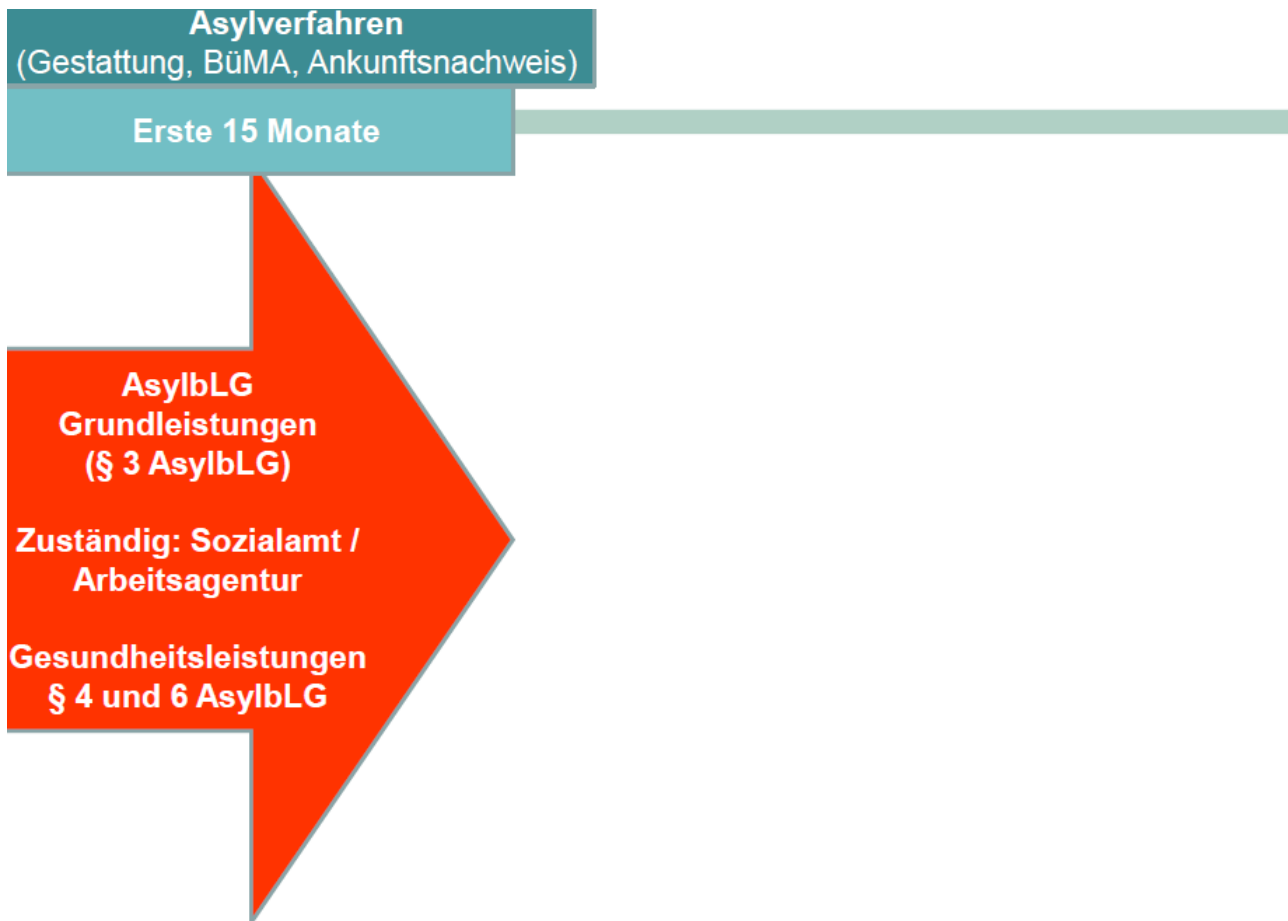 Asylverfahren
(Gestattung, BüMA, Ankunftsnachweis)
Erste 15 Monate
AsylbLG
Grundleistungen
(§ 3 AsylbLG)
Zuständig: Sozialamt /
Arbeitsagentur
Gesundheitsleistungen
§ 4 und 6 AsylbLG